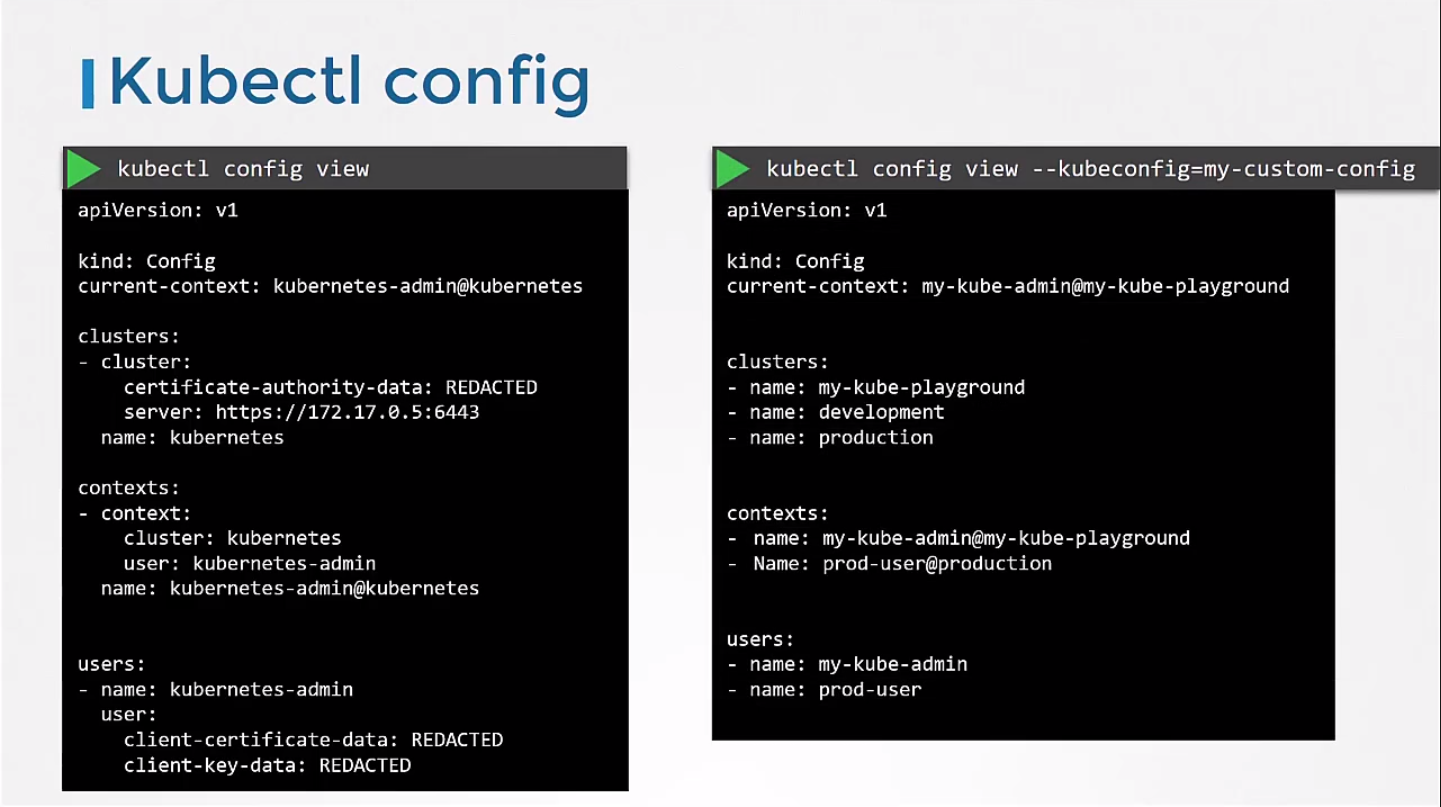 Kubectl config
kubectl config view
apiVersion: v1
kind: Config
current-context: kubernetes-admin@kubernetes
clusters:
- cluster:
certificate-authority-data: REDACTED
server: https://172.17.0.5:6443
name: kubernetes
contexts:
- context:
cluster: kubernetes
user: kubernetes-admin
name: kubernetes-admin@kubernetes
users:
- name: kubernetes-admin
user:
client-certificate-data: REDACTED
client-key-data: REDACTED
kubectl config view --kubeconfig=my-custom-config
apiVersion: v1
kind: Config
current-context: my-kube-admin@my-kube-playground
clusters:
- name: my-kube-playground
- name: development
- name: production
contexts:
- name: my-kube-admin@my-kube-playground
- Name: prod-user@production
users:
- name: my-kube-admin
- name: prod-user